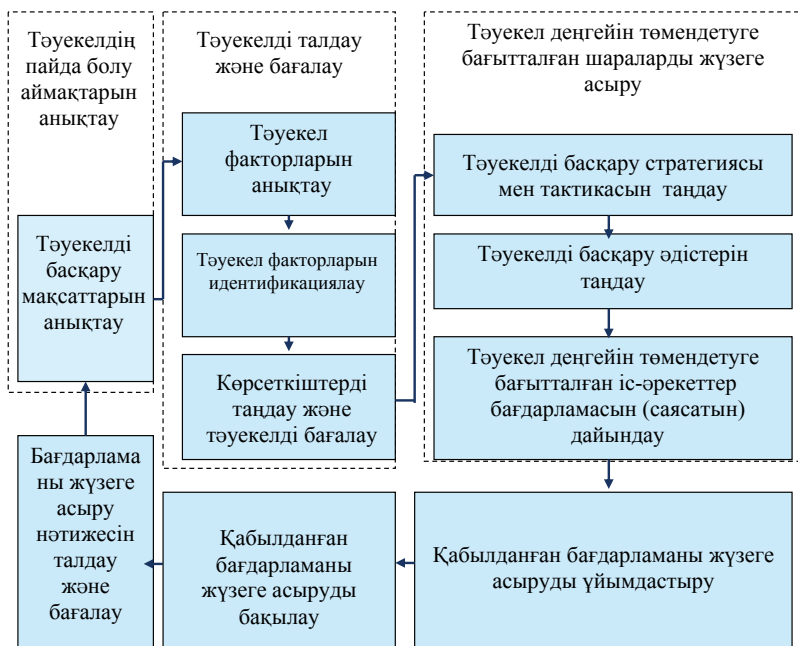 Тәуекелдің
пайда болу
аймақтарын
анықтау
Тәуекелді басқару
мақсаттарын
анықтау
Тәуекелді талдау
және бағалау
Тәуекел
факторларын
анықтау
Тәуекел факторларын
идентификациялау
Көрсеткіштерді
таңдау және
тәуекелді бағалау
Тәуекел деңгейін төмендетуге
бағытталған шараларды жүзеге
асыру
Тәуекелді басқару стратегиясы
мен тактикасын таңдау
Тәуекелді басқару әдістерін
таңдау
Тәуекел деңгейін төмендетуге
бағытталған іс-әрекеттер
бағдарламасын (саясатын)
дайындау
Қабылданған бағдарламаны жүзеге
асыруды ұйымдастыру
Қабылданған
бағдарламаны
жүзеге асыруды
бақылау
Бағдарлама
ны жүзеге
асыру
нәтижесін
талдау
және
бағалау